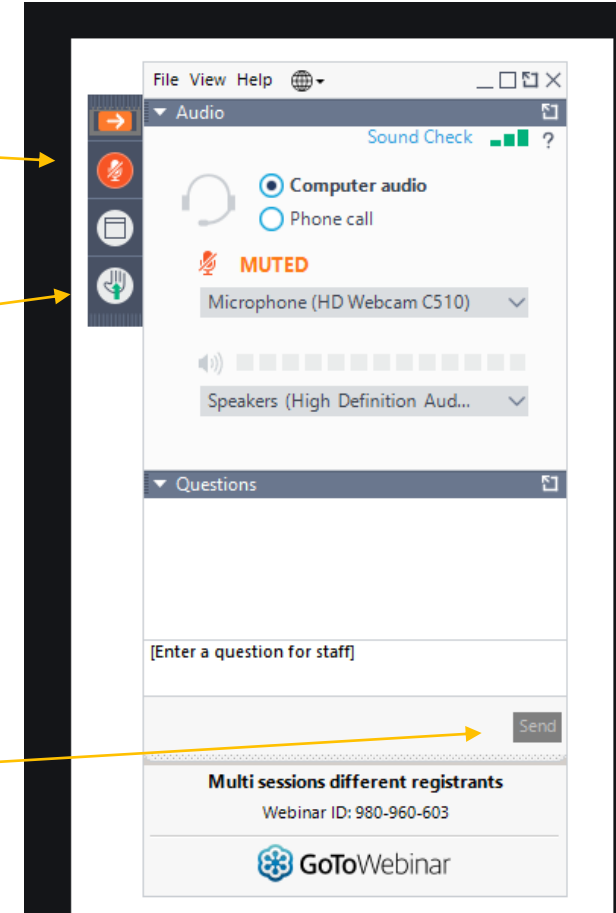 File View Help
Audio
Sound Check ?
Computer audio
Phone call
MUTED
Microphone (HD Webcam C510)
Speakers (High Definition Aud...
Questions
[Enter a question for staff]
Send
Multi sessions different registrants
Webinar ID: 980-960-603
GoToWebinar